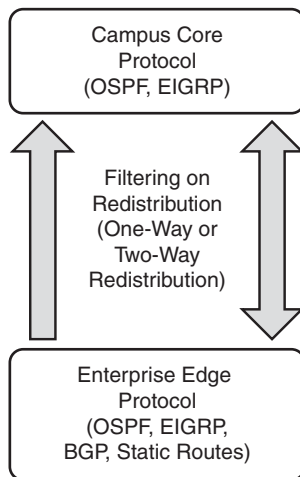 Campus Core
Protocol
(OSPF, EIGRP)
Filtering on
Redistribution
(One-Way or
Two-Way
Redistribution)
Enterprise Edge
Protocol
(OSPF, EIGRP,
BGP, Static Routes)